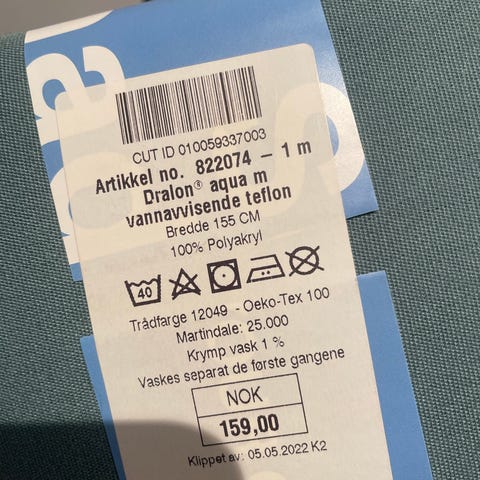 CUT ID 010059337003
Artikkel no. 822074 - 1 m
Dralon® aqua m
vannavvisende teflon
Bredde 155 CM
100% Polyakryl
40
Trådfarge 12049 - Oeko-Tex 100
Martindale: 25.000
Krymp vask 1 %
Vaskes separat de første gangene
NOK
159,00
Klippet av: 05.05.2022 K2